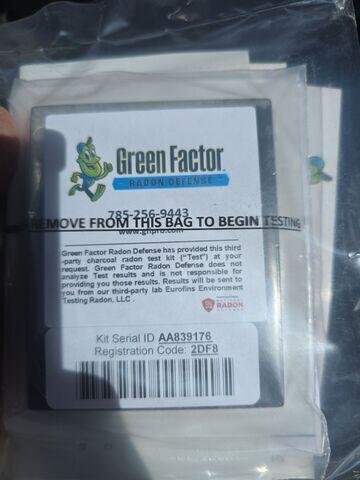 Green Factor
RADON DEFENSE
785-256-9443
REMOVE FROM THIS BAG TO BEGIN TESTING
www.gfipro.com
Green Factor Radon Defense has provided this third
-party charcoal radon test kit ("Test") at your
request. Green Factor Radon Defense does not
analyze Test results and is not responsible for
providing you those results. Results will be sent to
you from our third-party lab Eurofins Environment
Testing Radon, LLC .
RADON
Kit Serial ID AA839176
Registration Code: 2DF8